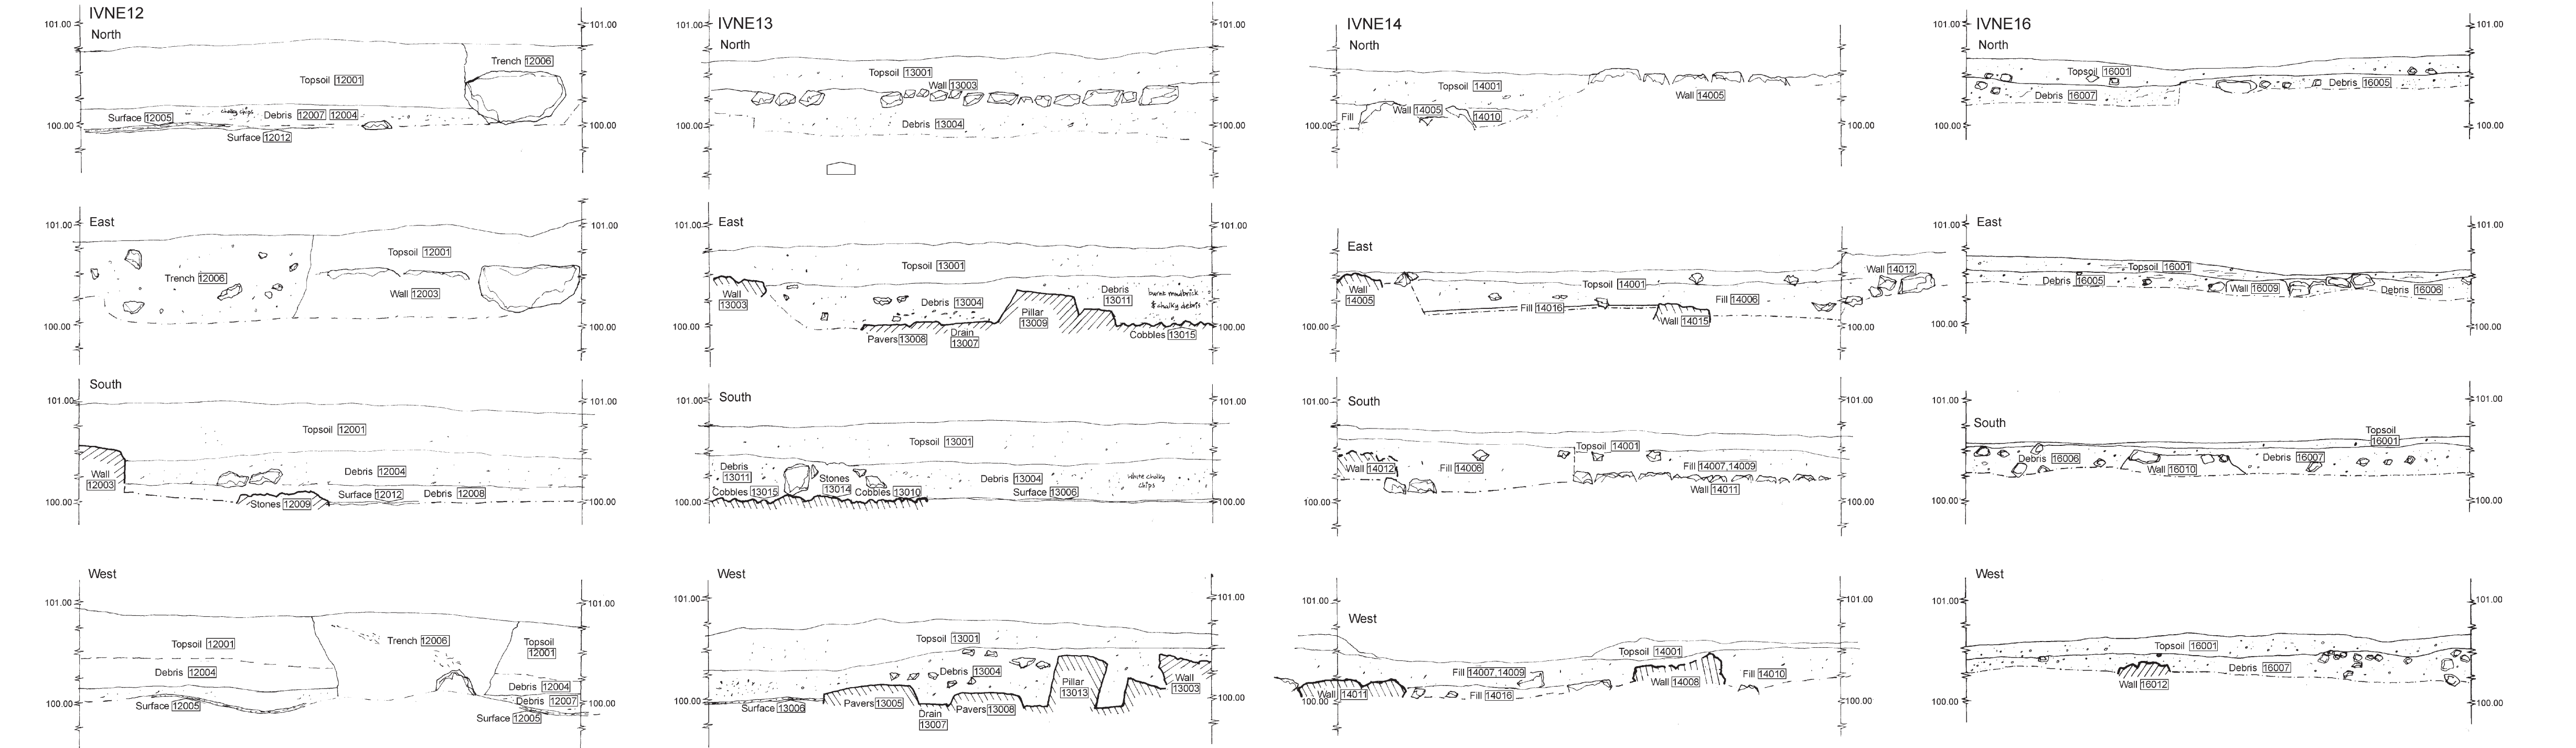 IVNE12
North
101.00
101.00
Trench 12006
Topsoil 12001
chalky chips
Surface 12005
Debris 12007 12004
100.00
100.00
Surface 12012
East
101.00
101.00
Topsoil 12001
Trench 12006
Wall 12003
100.00
100.00
South
101.00
101.00
Topsoil 12001
Wall
12003
Debris 12004
Surface 12012
Debris 12008
100.00
100.00
Stones 12009
West
101.00
101.00
Topsoil 12001
Trench 12006
Topsoil
12001
Debris 12004
Debris 12004
Debris 12007
100.00
100.00
Surface 12005
Surface 12005
IVNE13
North
101.00
101.00
Topsoil 13001
Wall 13003
100.00
Debris 13004
100.00
East
101.00
101.00
Topsoil 13001
Wall
13003
Debris 13004
Debris
13011
burnt mudbrick
& chalky debris
Pillar
13009
100.00
100.00
Pavers 13008
Drain
13007
Cobbles 13015
South
101.00
101.00
Topsoil 13001
Debris
13011
Stones
13014
Debris 13004
White chalky
chips
Cobbles 13015
Cobbles 13010
Surface 13006
100.00
100.00
West
101.00
101.00
Topsoil 13001
Debris 13004
Pillar
13013
Wall
13003
100.00
100.00
Surface 13006
Pavers 13005
Drain
13007
Pavers 13008
IVNE14
North
Topsoil 14001
Wall 14005
Fill
Wall 14005
14010
100.00
100.00
East
Wall 14012
Topsoil 14001
Wall
14005
Fill 14016
Fill 14006
Wall 14015
100.00
100.00
South
101.00
101.00
Topsoil 14001
Wall 14012
Fill 14006
Fill 14007,14009
Wall 14011
100.00
100.00
West
101.00
101.00
Topsoil 14001
Fill 14007,14009
Wall 14008
Fill 14010
Wall 14011
Fill 14016
100.00
100.00
IVNE16
North
101.00
101.00
Topsoil 16001
Debris 16005
Debris 16007
100.00
100.00
East
101.00
101.00
Topsoil 16001
Debris 16005
Wall 16009
Debris 16006
100.00
100.00
South
101.00
101.00
Topsoil
16001
Debris 16006
Wall 16010
Debris 16007
100.00
100.00
West
101.00
101.00
Topsoil 16001
Debris 16007
Wall 16012
100.00
100.00